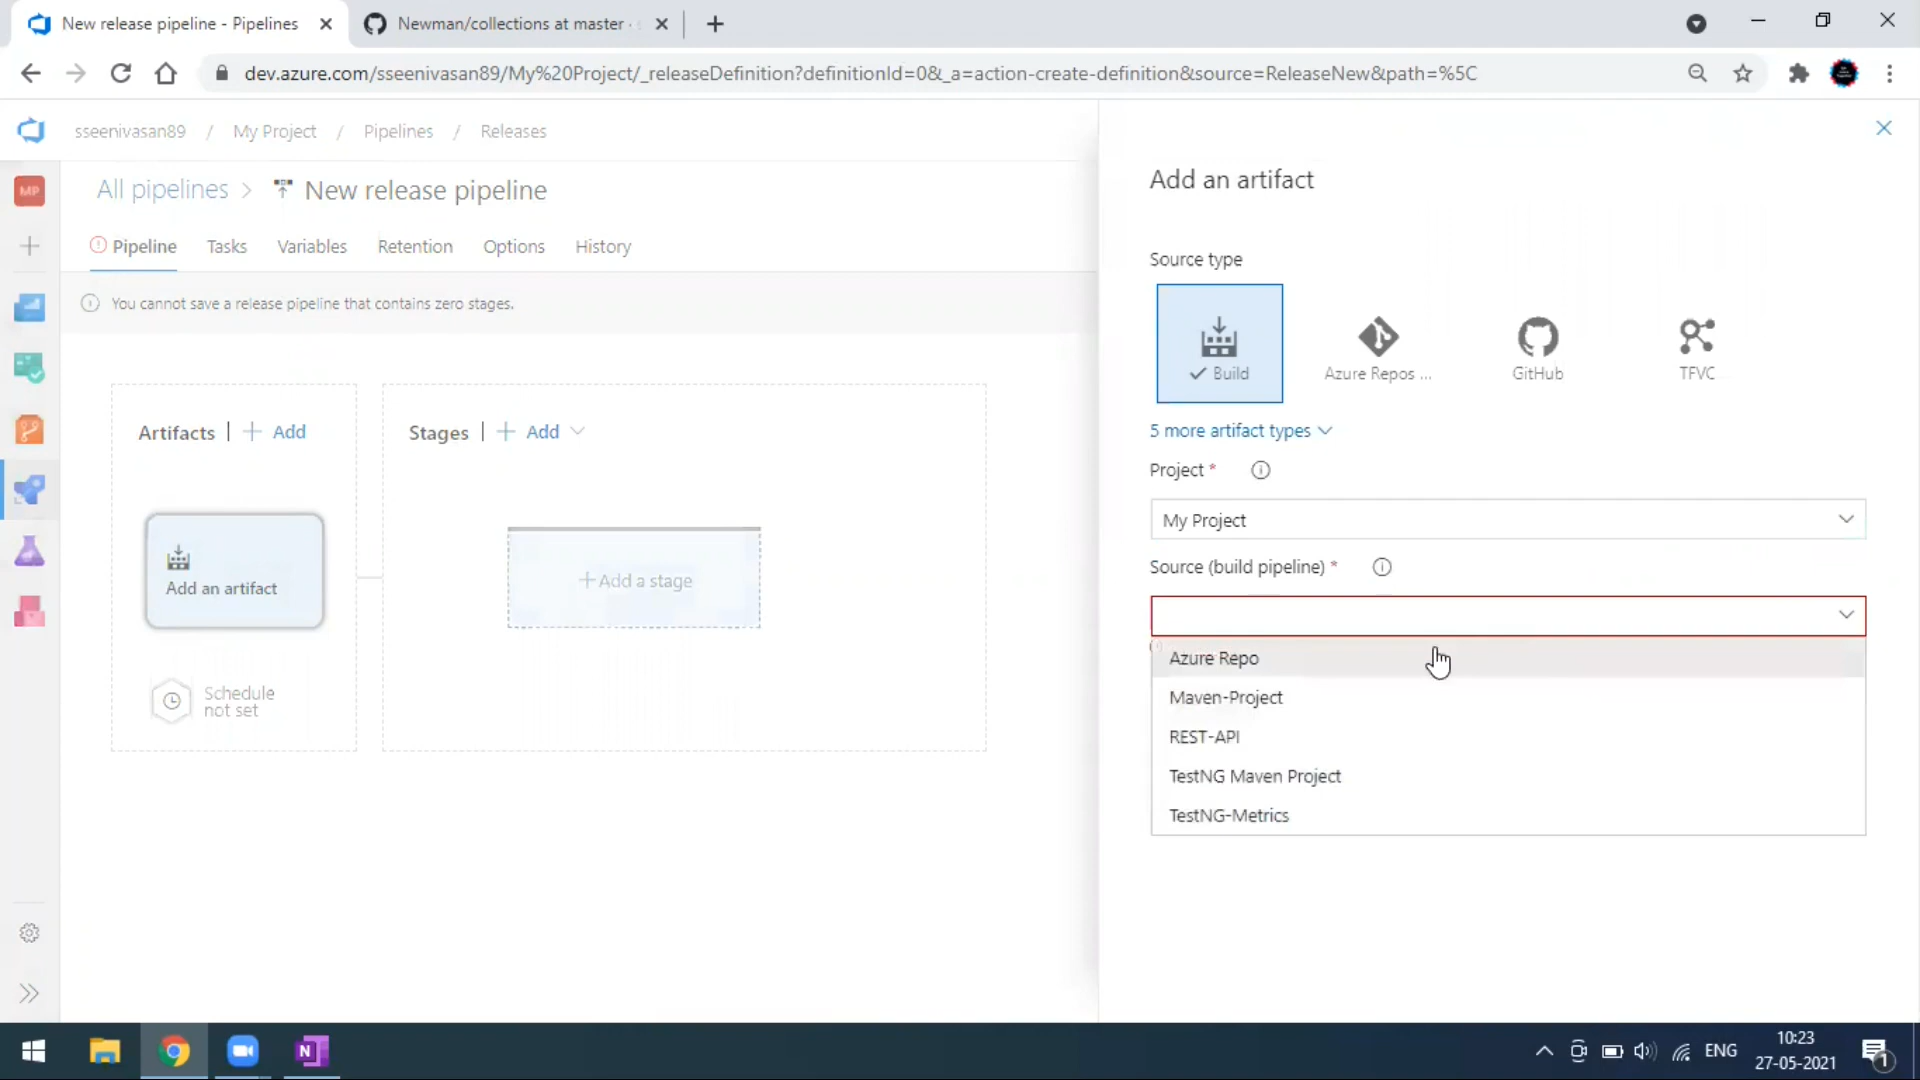 New release pipeline - Pipelines
Newman/collections at master ·
dev.azure.com/sseenivasan89/My%20Project/_releaseDefinition?definitionId=0&_a=action-create-definition&source=ReleaseNew&path=%5C
sseenivasan89 / My Project / Pipelines / Releases
MP
All pipelines > New release pipeline
Pipeline Tasks Variables Retention Options History
You cannot save a release pipeline that contains zero stages.
Artifacts | + Add
Stages | + Add
Add an artifact
+ Add a stage
Schedule
not set
Add an artifact
Source type
Build
Azure Repos ...
GitHub
TFVC
5 more artifact types
Project *
My Project
Source (build pipeline) *
Azure Repo
Maven-Project
REST-API
TestNG Maven Project
TestNG-Metrics
N
ENG
10:23
27-05-2021
1